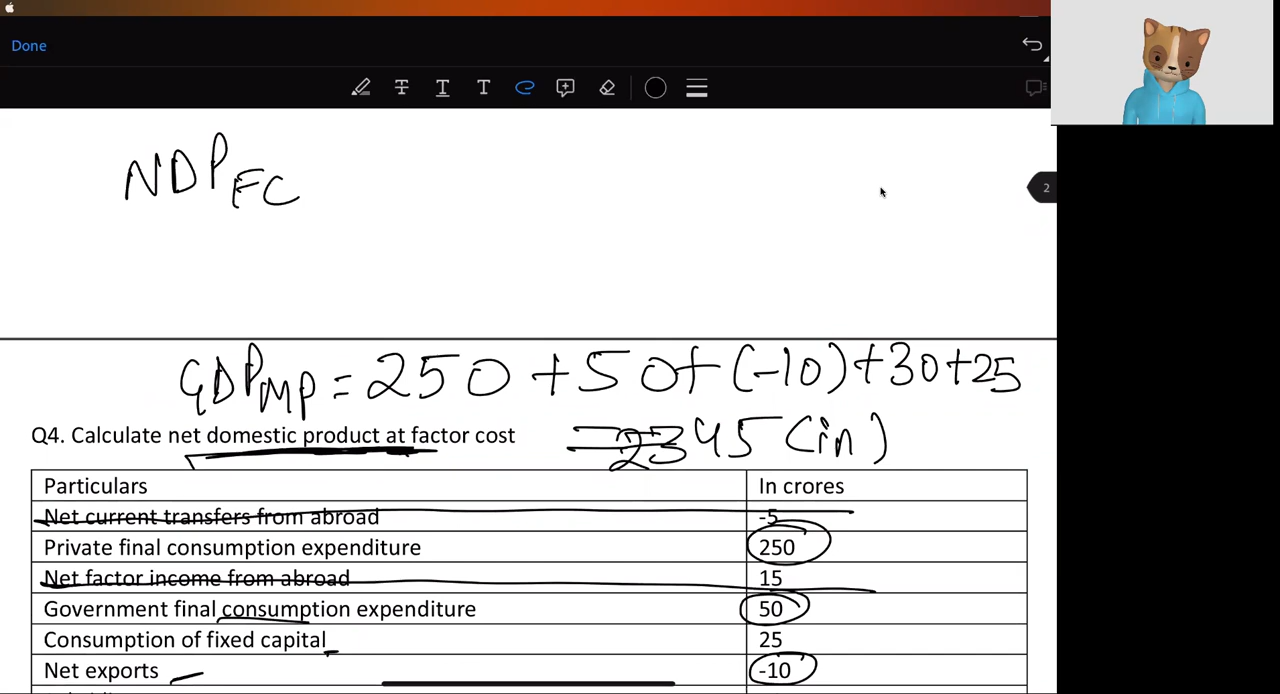 Done
T T T
2
NDP FC
GDP MP = 250 + 50 + (-10) + 30 + 25
Q4. Calculate net domestic product at factor cost
= 2345 (in)
Particulars In crores
Net current transfers from abroad -5
Private final consumption expenditure 250
Net factor income from abroad 15
Government final consumption expenditure 50
Consumption of fixed capital 25
Net exports -10